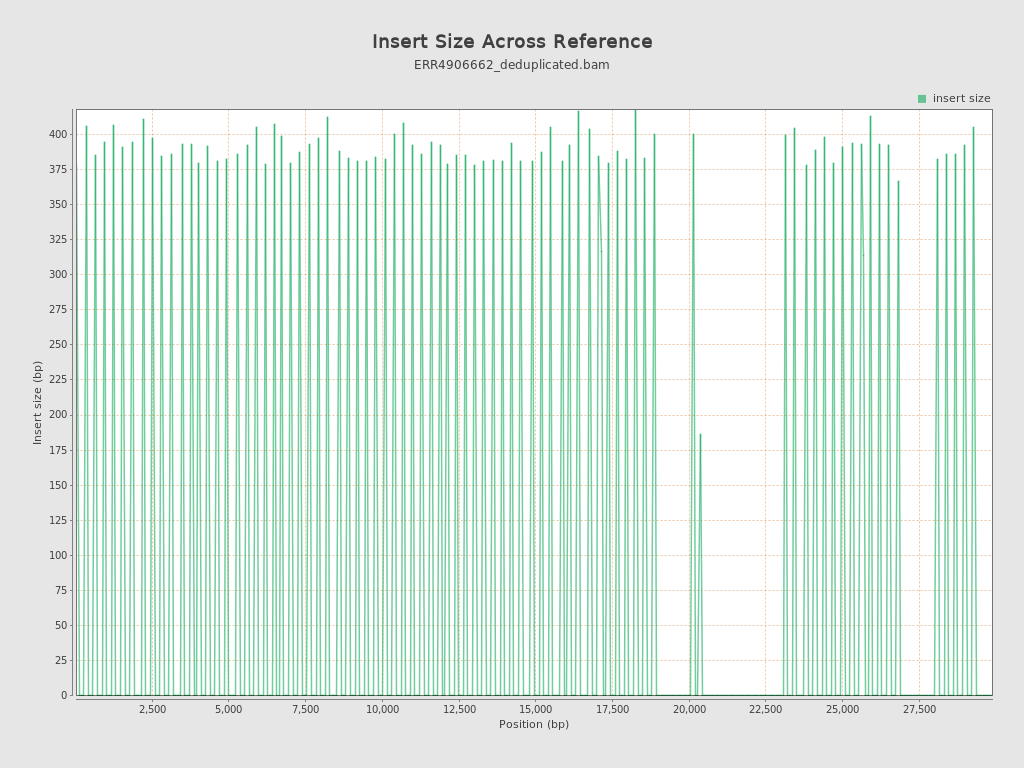 Insert Size Across Reference
ERR4906662_deduplicated.bam
insert size
Insert size (bp)
400
375
350
325
300
275
250
225
200
175
150
125
100
75
50
25
0
2,500 5,000 7,500 10,000 12,500 15,000 17,500 20,000 22,500 25,000 27,500
Position (bp)